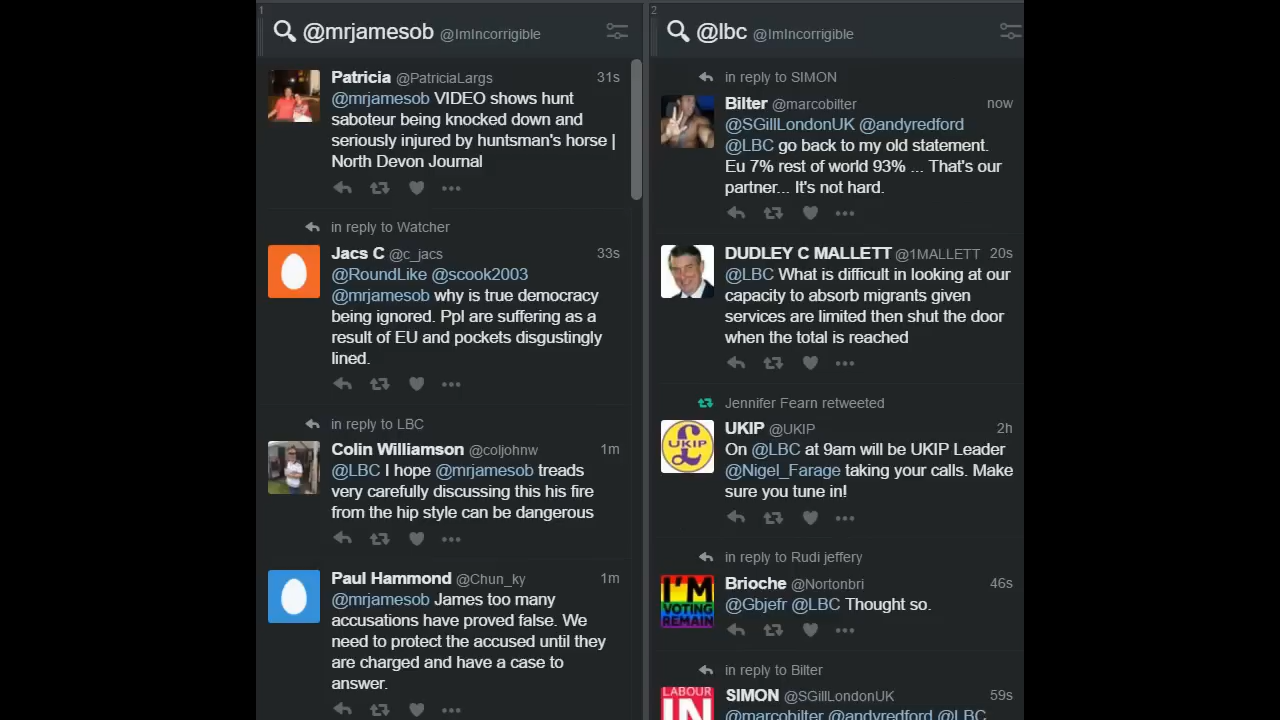 1
@mrjamesob @ImIncorrigible
Patricia @PatriciaLargs 31s
@mrjamesob VIDEO shows hunt
saboteur being knocked down and
seriously injured by huntsman's horse |
North Devon Journal
in reply to Watcher
Jacs C @c_jacs 33s
@RoundLike @scook2003
@mrjamesob why is true democracy
being ignored. Ppl are suffering as a
result of EU and pockets disgustingly
lined.
in reply to LBC
Colin Williamson @coljohnw 1m
@LBC I hope @mrjamesob treads
very carefully discussing this his fire
from the hip style can be dangerous
Paul Hammond @Chun_ky 1m
@mrjamesob James too many
accusations have proved false. We
need to protect the accused until they
are charged and have a case to
answer.
2
@lbc @ImIncorrigible
in reply to SIMON
Bilter @marcobilter now
@SGillLondonUK @andyredford
@LBC go back to my old statement.
Eu 7% rest of world 93% ... That's our
partner... It's not hard.
DUDLEY C MALLETT @1MALLETT 20s
@LBC What is difficult in looking at our
capacity to absorb migrants given
services are limited then shut the door
when the total is reached
Jennifer Fearn retweeted
UKIP
UKIP @UKIP 2h
On @LBC at 9am will be UKIP Leader
@Nigel_Farage taking your calls. Make
sure you tune in!
in reply to Rudi jeffery
I'M
VOTING
REMAIN
Brioche @Nortonbri 46s
@Gbjefr @LBC Thought so.
in reply to Bilter
LABOUR
IN
SIMON @SGillLondonUK 59s
@marcobilter @andyredford @LBC